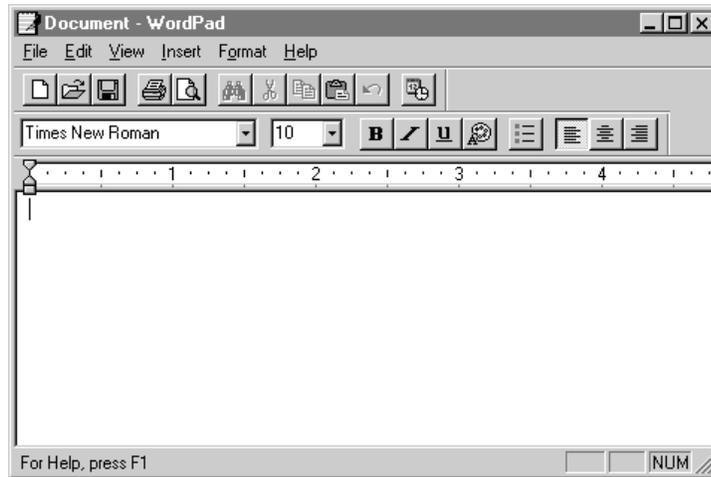 Document - WordPad
File Edit View Insert Format Help
Times New Roman 10 B I U
1 2 3 4
For Help, press F1 NUM